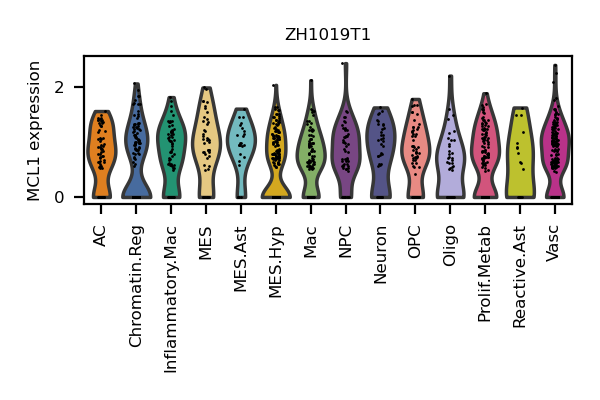 ZH1019T1
MCL1 expression
2
0
AC
Chromatin.Reg
Inflammatory.Mac
MES
MES.Ast
MES.Hyp
Mac
NPC
Neuron
OPC
Oligo
Prolif.Metab
Reactive.Ast
Vasc